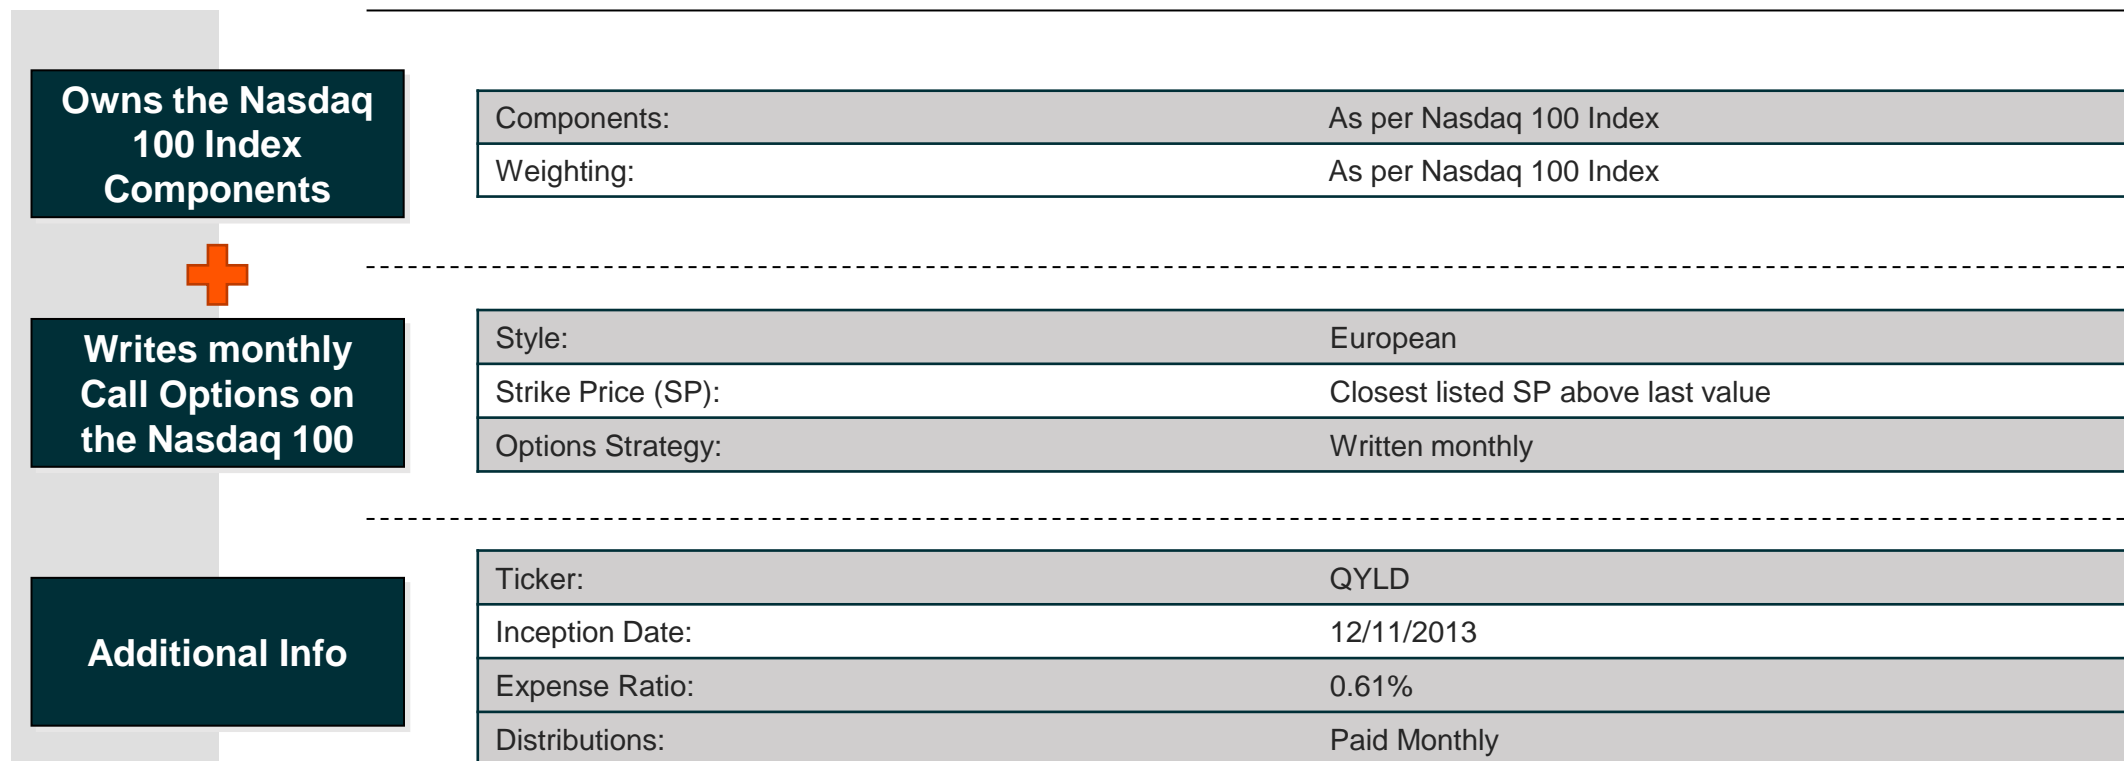 Owns the Nasdaq
100 Index
Components
Components: As per Nasdaq 100 Index
Weighting: As per Nasdaq 100 Index
Writes monthly
Call Options on
the Nasdaq 100
Style: European
Strike Price (SP): Closest listed SP above last value
Options Strategy: Written monthly
Additional Info
Ticker: QYLD
Inception Date: 12/11/2013
Expense Ratio: 0.61%
Distributions: Paid Monthly